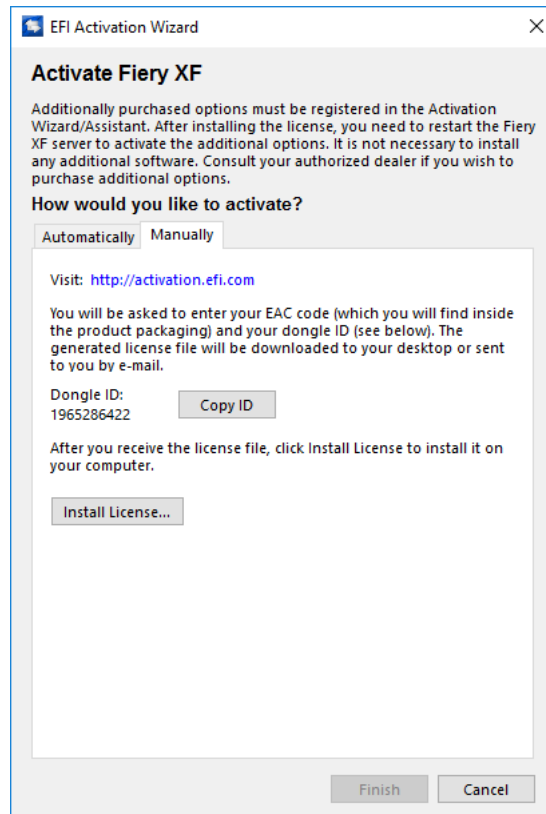 EFI Activation Wizard
Activate Fiery XF
Additionally purchased options must be registered in the Activation
Wizard/Assistant. After installing the license, you need to restart the Fiery
XF server to activate the additional options. It is not necessary to install
any additional software. Consult your authorized dealer if you wish to
purchase additional options.
How would you like to activate?
Automatically Manually
Visit: http://activation.efi.com
You will be asked to enter your EAC code (which you will find inside
the product packaging) and your dongle ID (see below). The
generated license file will be downloaded to your desktop or sent
to you by e-mail.
Dongle ID:
1965286422
Copy ID
After you receive the license file, click Install License to install it on
your computer.
Install License...
Finish Cancel